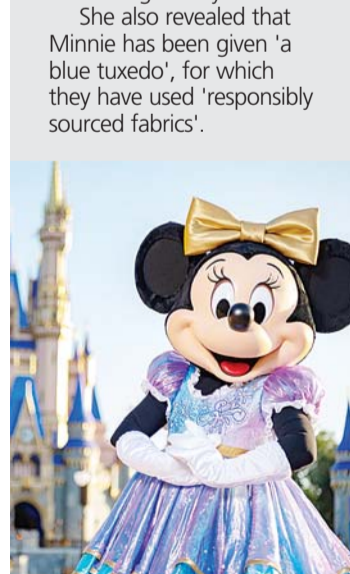 She also revealed that
Minnie has been given 'a
blue tuxedo', for which
they have used 'responsibly
sourced fabrics'.